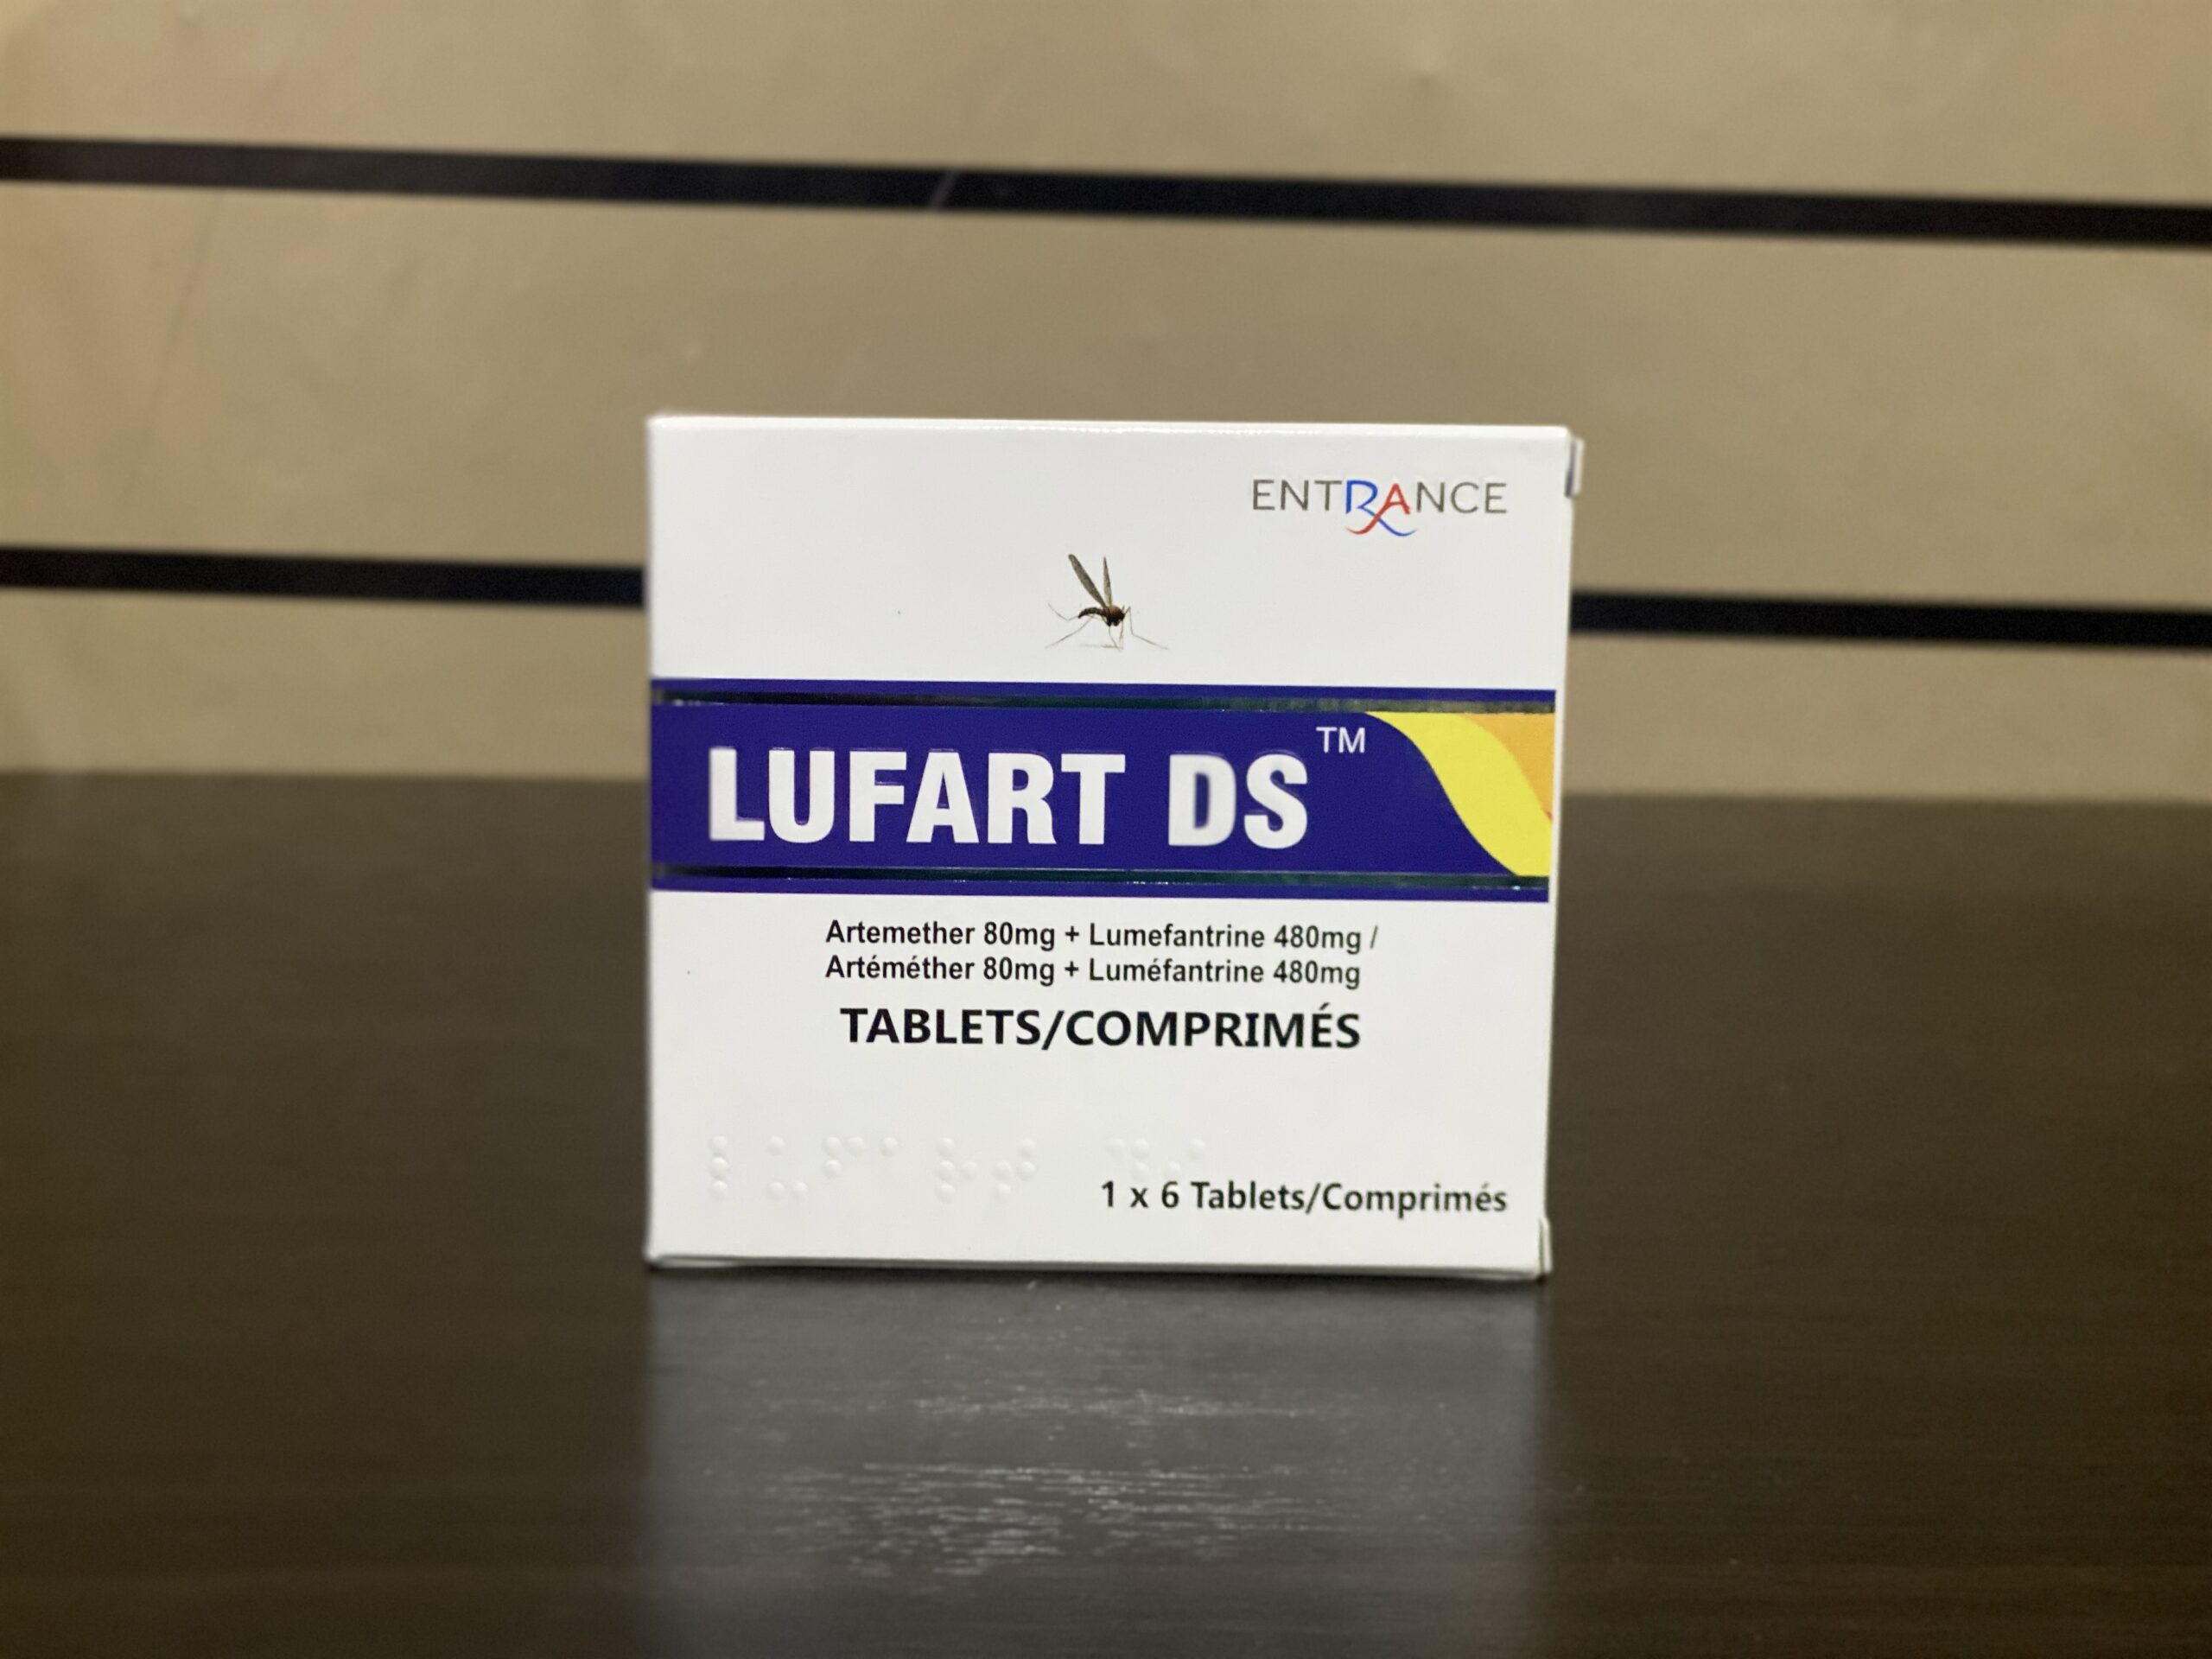 ENTRANCE
LUFART DS™
Artemether 80mg + Lumefantrine 480mg /
Artéméther 80mg + Luméfantrine 480mg
TABLETS/COMPRIMÉS
1 x 6 Tablets/Comprimés